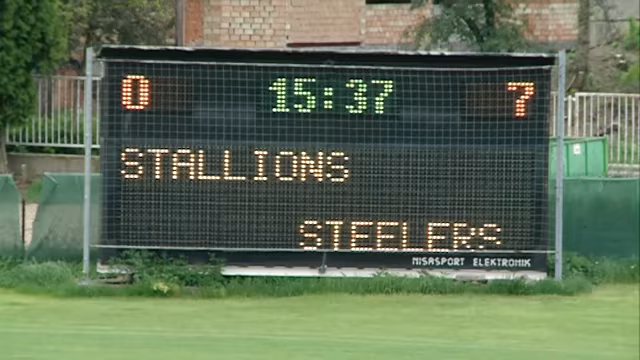 0 15:37 7
STALLIONS
STEELERS
NISASPORT ELEKTRONIK